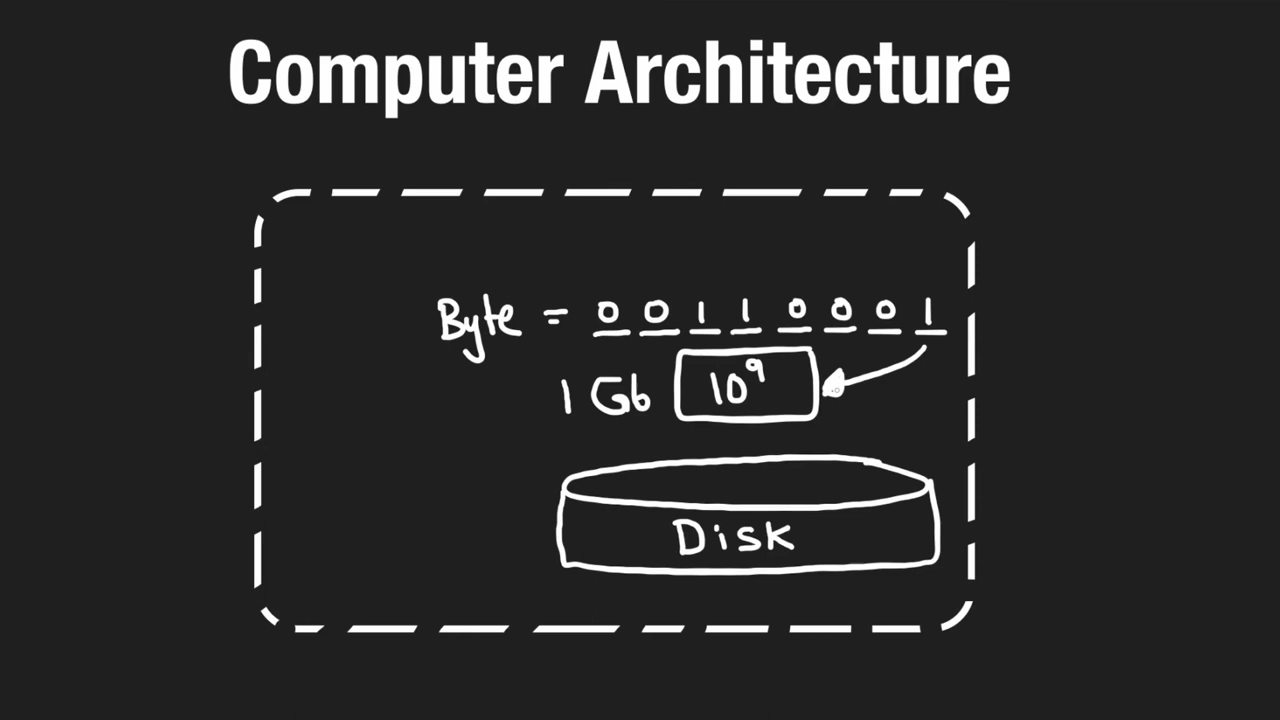 Computer Architecture
Byte = 0 0 1 1 0 0 0 1
1 Gb 10⁹
Disk